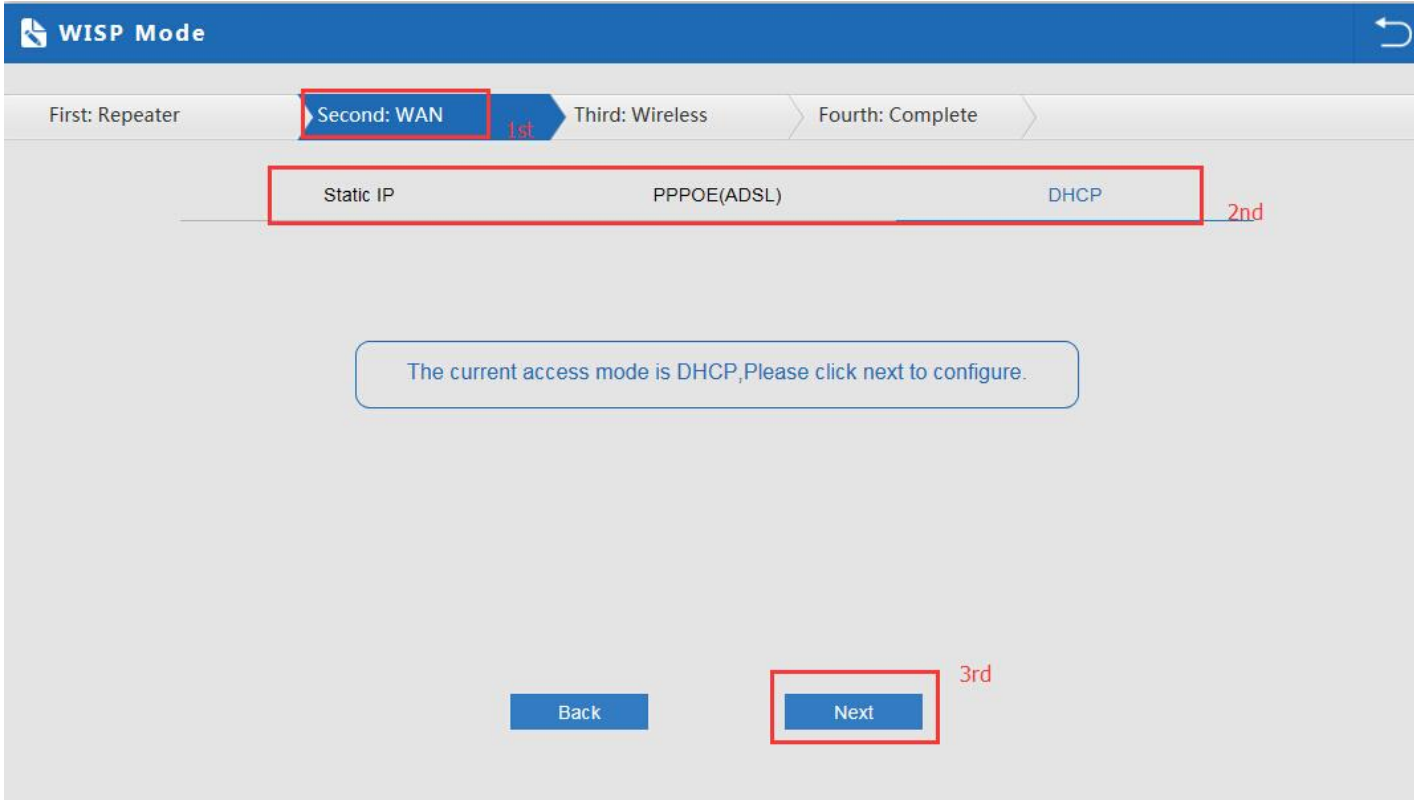 WISP Mode
First: Repeater Second: WAN 1st Third: Wireless Fourth: Complete
Static IP PPPOE(ADSL) DHCP
2nd
The current access mode is DHCP,Please click next to configure.
3rd
Back Next